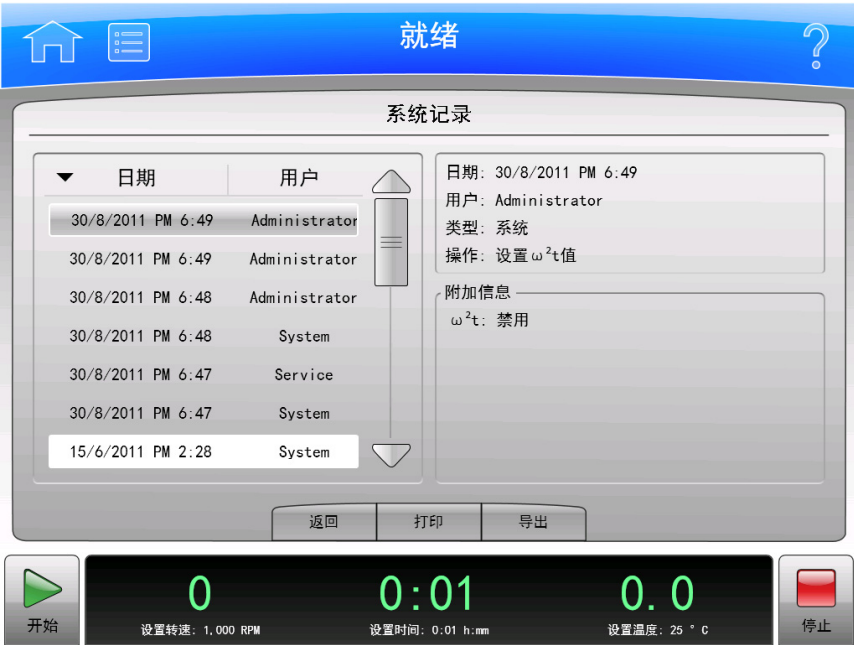 就绪
系统记录
日期 用户
30/8/2011 PM 6:49 Administrator
30/8/2011 PM 6:49 Administrator
30/8/2011 PM 6:48 Administrator
30/8/2011 PM 6:48 System
30/8/2011 PM 6:47 Service
30/8/2011 PM 6:47 System
15/6/2011 PM 2:28 System
日期: 30/8/2011 PM 6:49
用户: Administrator
类型: 系统
操作: 设置ω²t值
附加信息
ω²t: 禁用
返回 打印 导出
开始
0 0:01 0.0
设置转速: 1,000 RPM 设置时间: 0:01 h:mm 设置温度: 25 ° C
停止